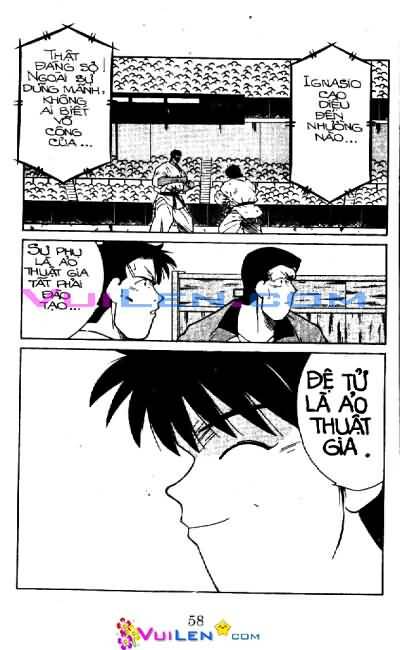 THẬT
ĐÁNG SỢ
NGOÀI SỰ
DŨNG MÃNH,
KHÔNG
AI BIẾT
VÕ
CÔNG
CỦA...
IGNASIO
CAO
DIỆU
ĐẾN
NHƯỜNG
NÀO...
SƯ PHỤ
LÀ ẢO
THUẬT GIA
TẤT PHẢI
ĐÀO
TẠO...
VUILEN.COM
ĐỆ TỬ
LÀ ẢO
THUẬT
GIA.
58
VUILEN.COM